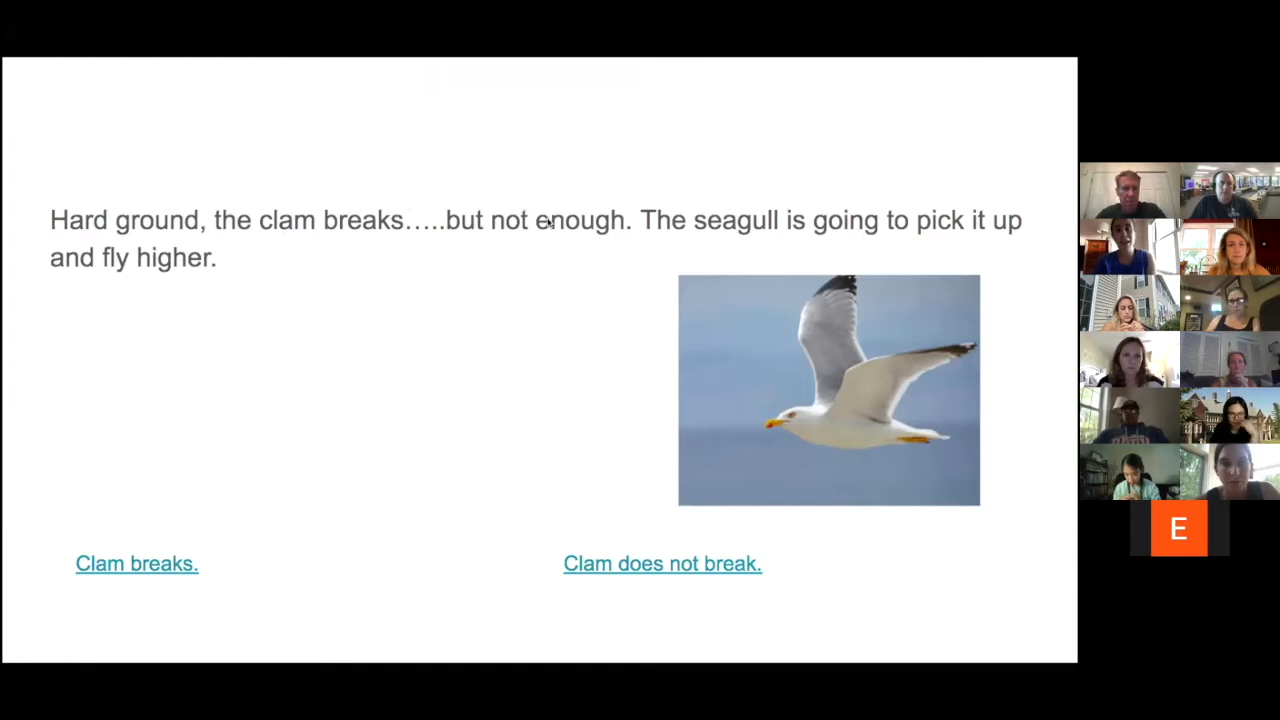 Hard ground, the clam breaks…..but not enough. The seagull is going to pick it up
and fly higher.
Clam breaks.
Clam does not break.
E